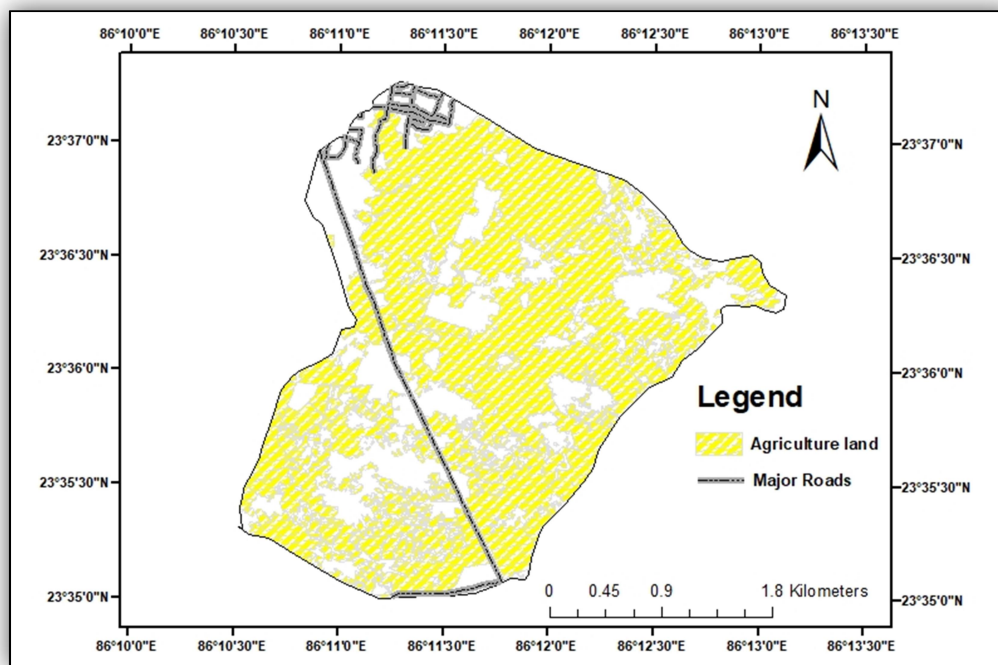 86°10'0"E 86°10'30"E 86°11'0"E 86°11'30"E 86°12'0"E 86°12'30"E 86°13'0"E 86°13'30"E
N
23°37'0"N 23°37'0"N
23°36'30"N 23°36'30"N
23°36'0"N 23°36'0"N
Legend
Agriculture land
Major Roads
23°35'30"N 23°35'30"N
0 0.45 0.9 1.8 Kilometers
23°35'0"N 23°35'0"N
86°10'0"E 86°10'30"E 86°11'0"E 86°11'30"E 86°12'0"E 86°12'30"E 86°13'0"E 86°13'30"E